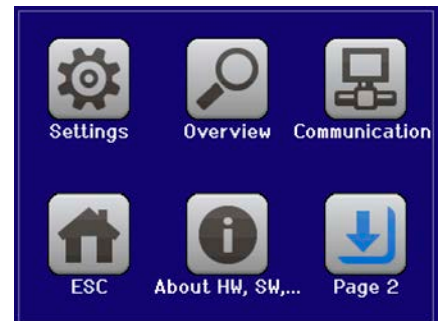 Settings
Overview
Communication
ESC
About HW, SW,...
Page 2